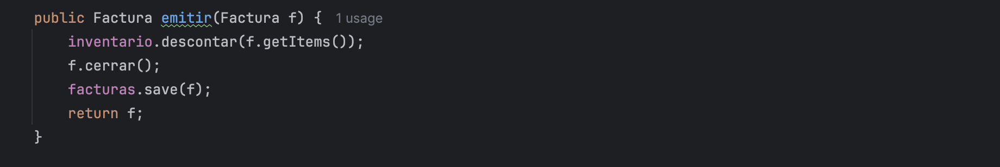 public Factura emitir(Factura f) { 1 usage
    inventario.descontar(f.getItems());
    f.cerrar();
    facturas.save(f);
    return f;
}